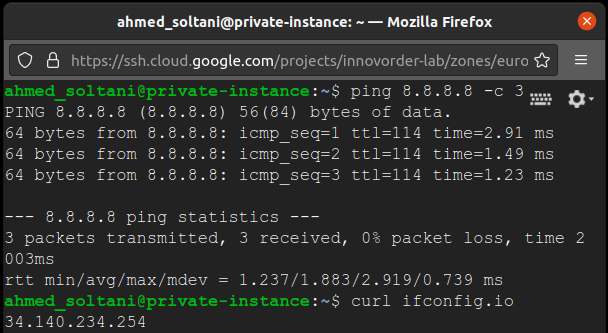 ahmed_soltani@private-instance: ~ — Mozilla Firefox
https://ssh.cloud.google.com/projects/innovorder-lab/zones/euro
ahmed_soltani@private-instance:~$ ping 8.8.8.8 -c 3
PING 8.8.8.8 (8.8.8.8) 56(84) bytes of data.
64 bytes from 8.8.8.8: icmp_seq=1 ttl=114 time=2.91 ms
64 bytes from 8.8.8.8: icmp_seq=2 ttl=114 time=1.49 ms
64 bytes from 8.8.8.8: icmp_seq=3 ttl=114 time=1.23 ms
--- 8.8.8.8 ping statistics ---
3 packets transmitted, 3 received, 0% packet loss, time 2
003ms
rtt min/avg/max/mdev = 1.237/1.883/2.919/0.739 ms
ahmed_soltani@private-instance:~$ curl ifconfig.io
34.140.234.254